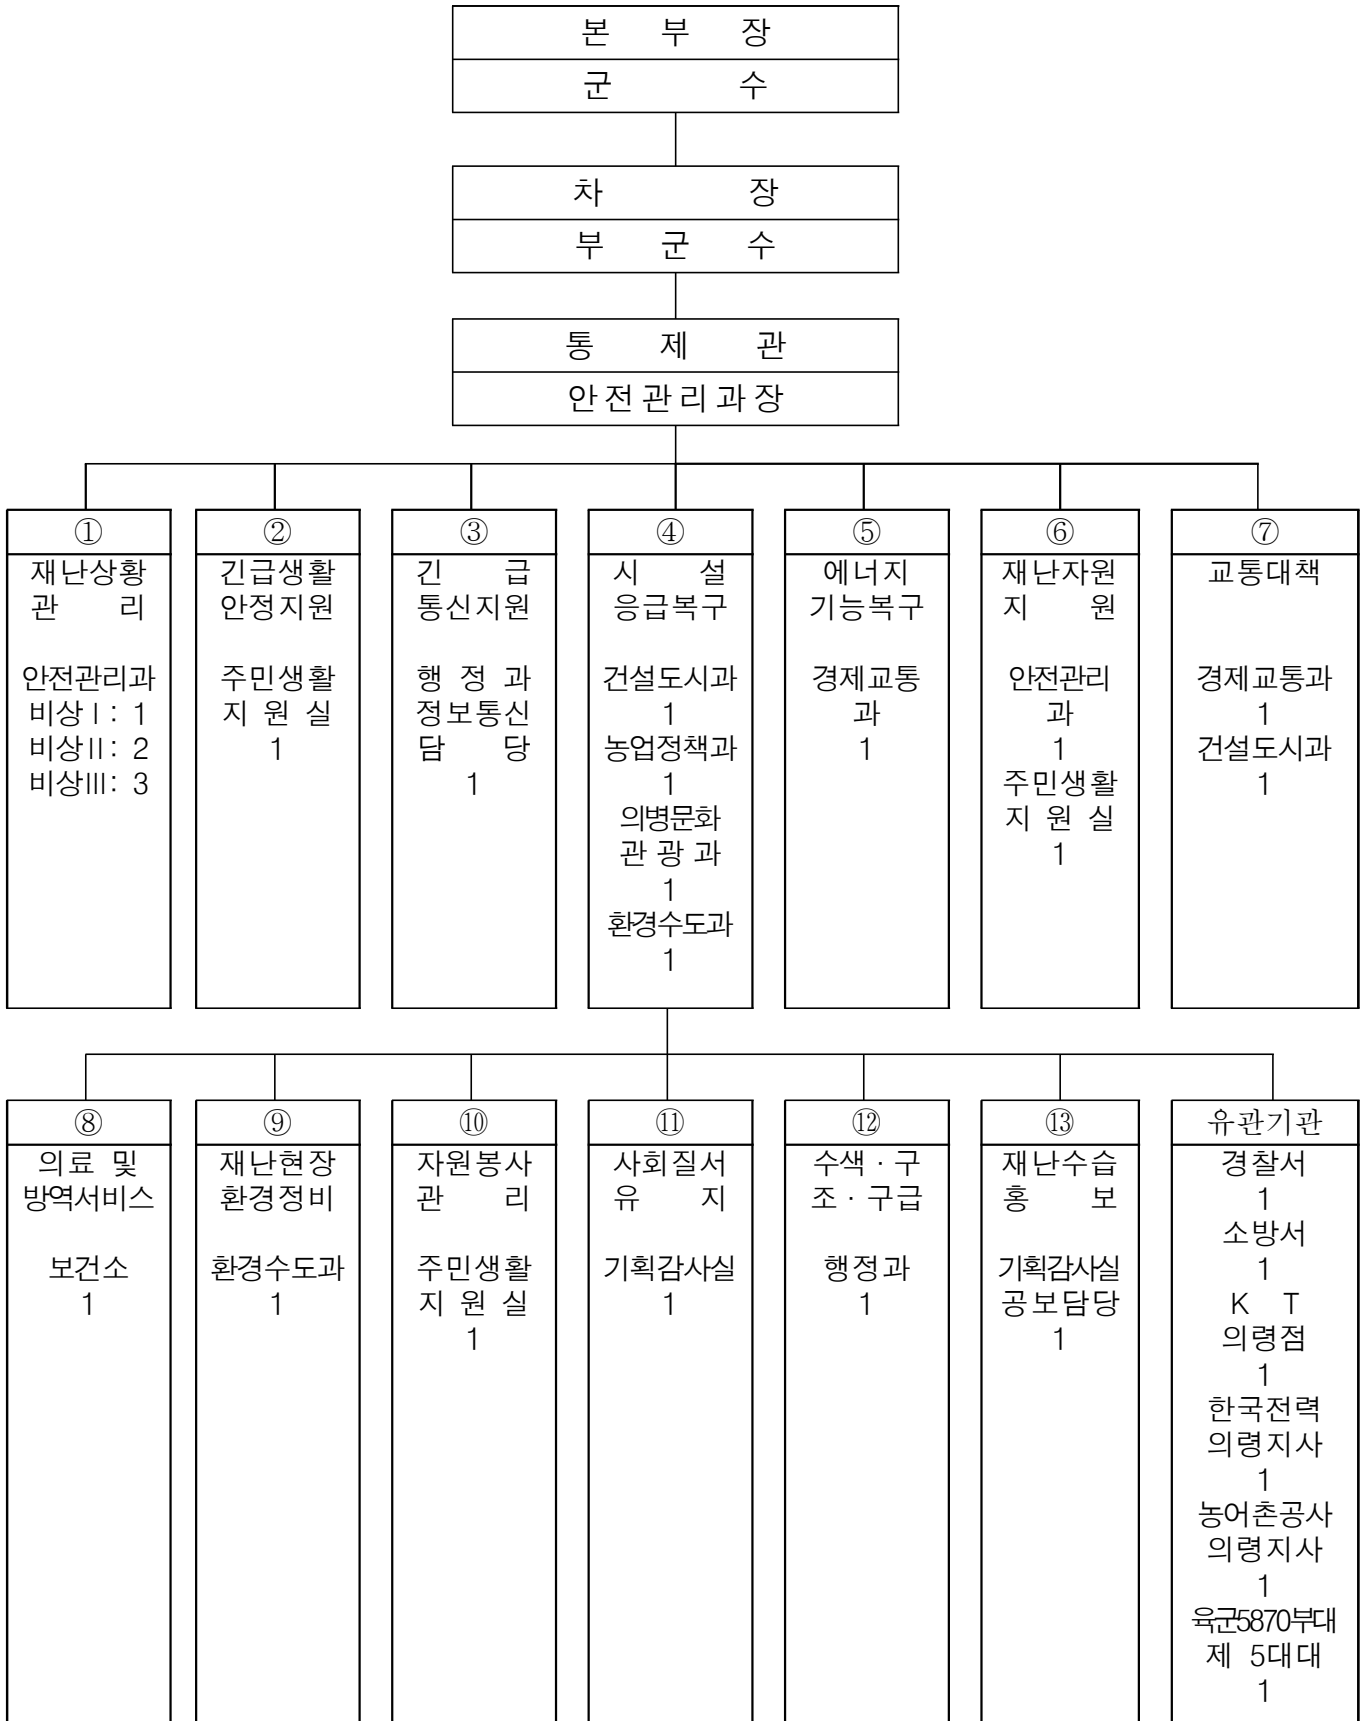 본 부 장
군 수
차 장
부 군 수
통 제 관
안전관리과장
①
재난상황
관 리
안전관리과
비상Ⅰ: 1
비상Ⅱ: 2
비상Ⅲ: 3
②
긴급생활
안정지원
주민생활
지 원 실
1
③
긴 급
통신지원
행 정 과
정보통신
담 당
1
④
시 설
응급복구
건설도시과
1
농업정책과
1
의병문화
관 광 과
1
환경수도과
1
⑤
에너지
기능복구
경제교통
과
1
⑥
재난자원
지 원
안전관리
과
1
주민생활
지 원 실
1
⑦
교통대책
경제교통과
1
건설도시과
1
⑧
의료 및
방역서비스
보건소
1
⑨
재난현장
환경정비
환경수도과
1
⑩
자원봉사
관 리
주민생활
지 원 실
1
⑪
사회질서
유 지
기획감사실
1
⑫
수색·구
조·구급
행정과
1
⑬
재난수습
홍 보
기획감사실
공보담당
1
유관기관
경찰서
1
소방서
1
K T
의령점
1
한국전력
의령지사
1
농어촌공사
의령지사
1
육군5870부대
제 5대대
1